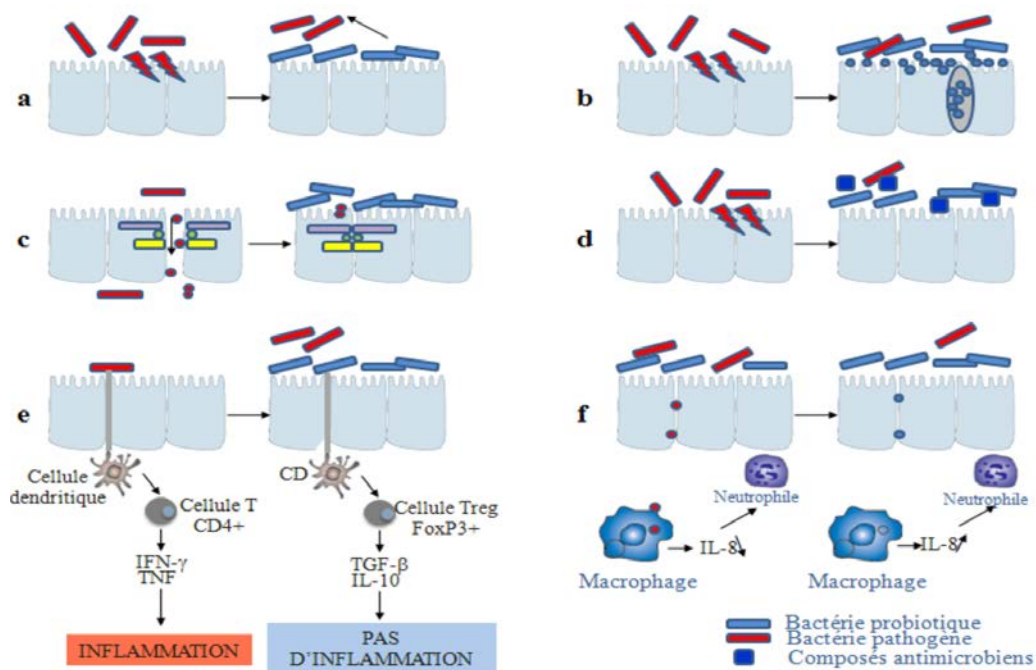 a
b
c
d
e
Cellule
dendritique
Cellule T
CD4+
IFN-γ
TNF
INFLAMMATION
CD
Cellule Treg
FoxP3+
TGF-β
IL-10
PAS
D'INFLAMMATION
f
Neutrophile
IL-8
Macrophage
Neutrophile
IL-8
Macrophage
Bactérie probiotique
Bactérie pathogène
Composés antimicrobiens